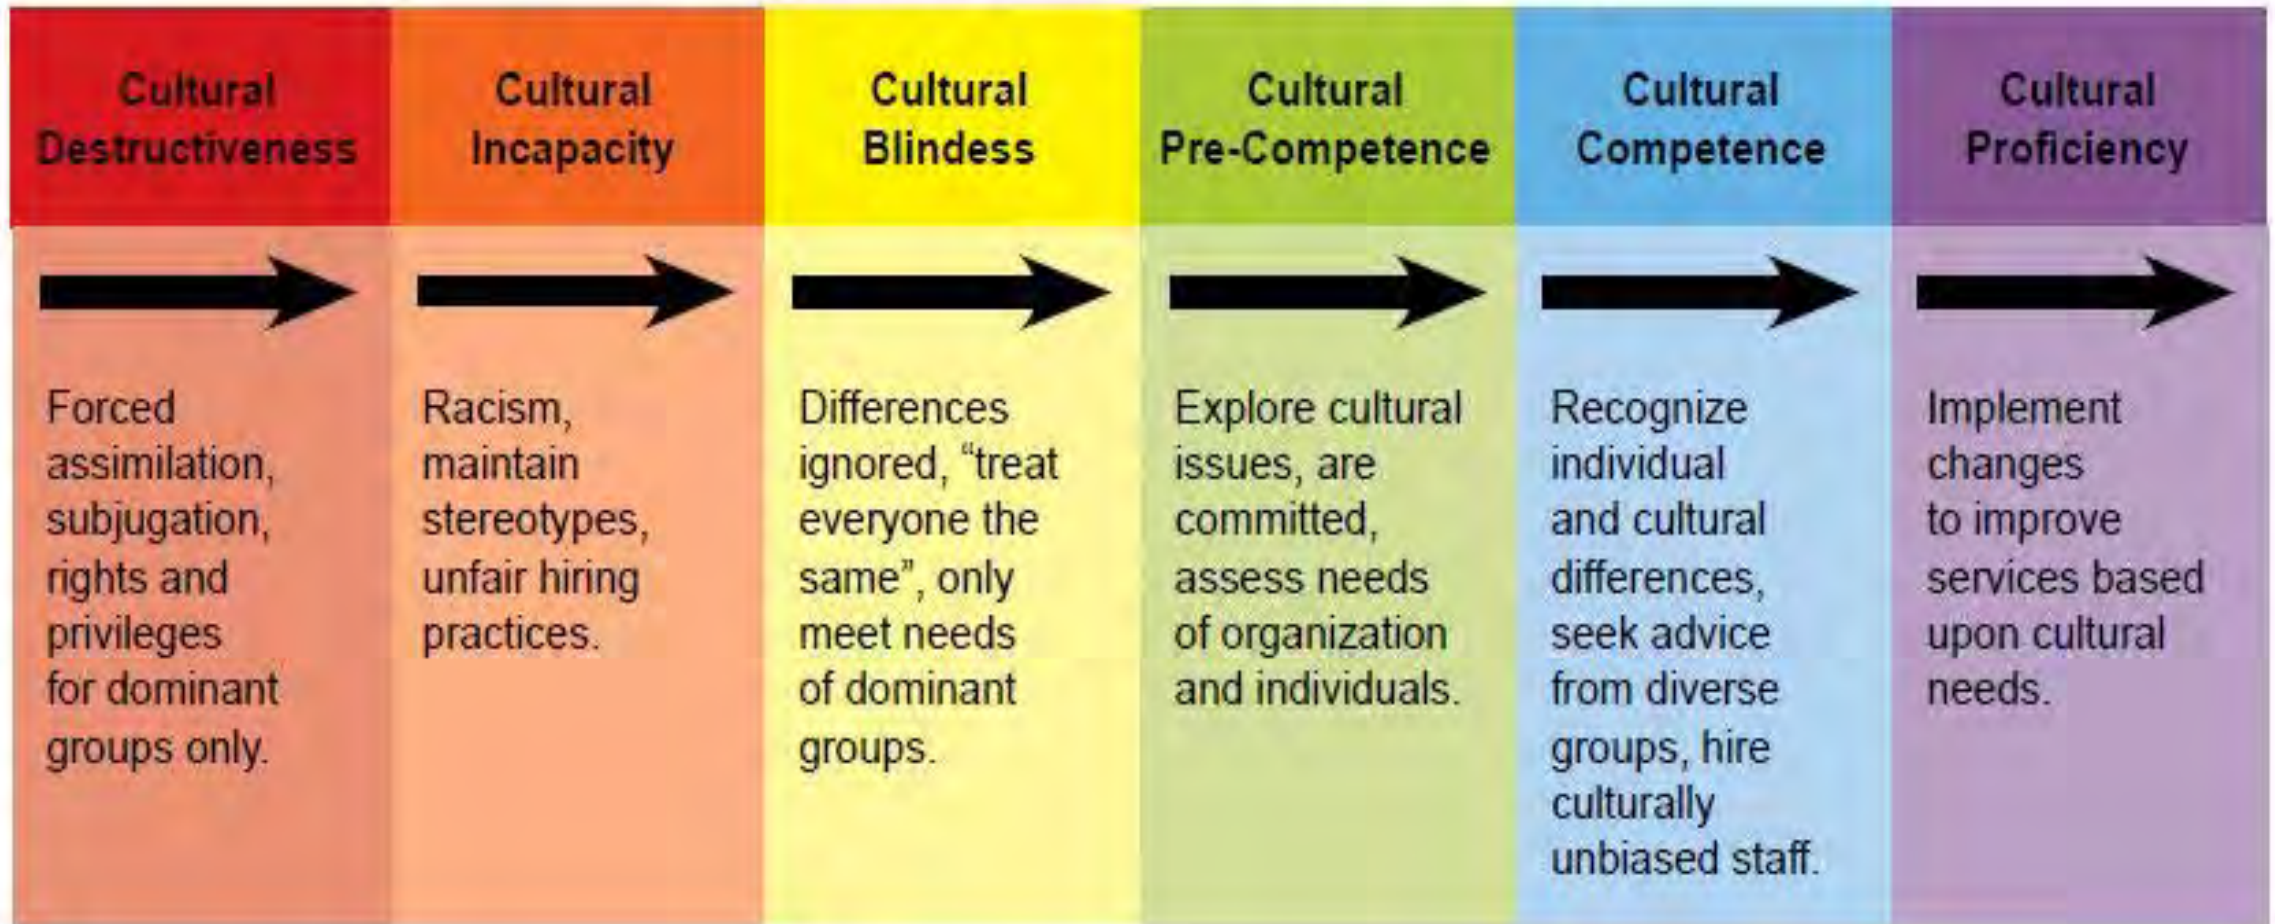 Cultural
Destructiveness
Cultural
Incapacity
Cultural
Blindess
Cultural
Pre-Competence
Cultural
Competence
Cultural
Proficiency
Forced
assimilation,
subjugation,
rights and
privileges
for dominant
groups only.
Racism,
maintain
stereotypes,
unfair hiring
practices.
Differences
ignored, “treat
everyone the
same”, only
meet needs
of dominant
groups.
Explore cultural
issues, are
committed,
assess needs
of organization
and individuals.
Recognize
individual
and cultural
differences,
seek advice
from diverse
groups, hire
culturally
unbiased staff.
Implement
changes
to improve
services based
upon cultural
needs.